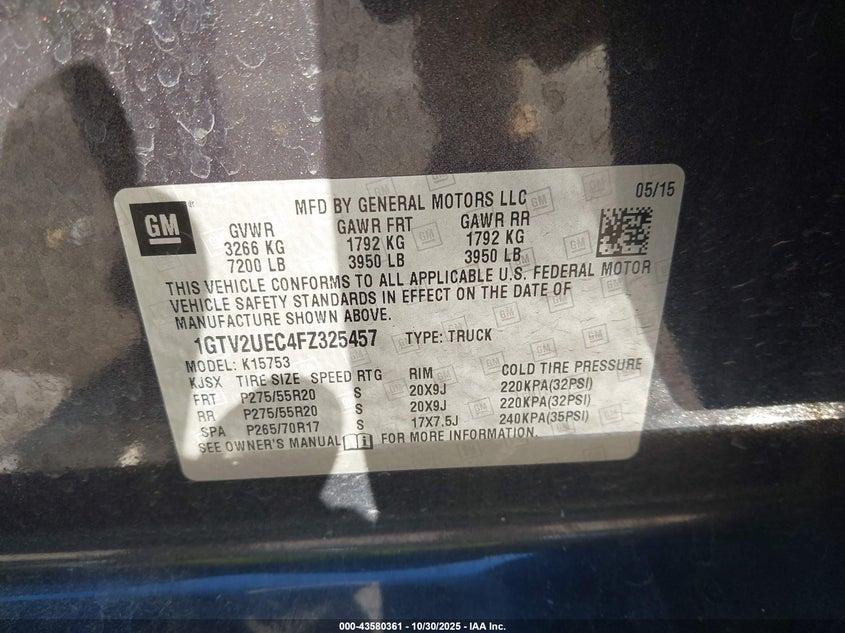 GM
MFD BY GENERAL MOTORS LLC
05/15
GVWR GAWR FRT GAWR RR
3266 KG 1792 KG 1792 KG
7200 LB 3950 LB 3950 LB
THIS VEHICLE CONFORMS TO ALL APPLICABLE U.S. FEDERAL MOTOR
VEHICLE SAFETY STANDARDS IN EFFECT ON THE DATE OF
MANUFACTURE SHOWN ABOVE.
1GTV2UEC4FZ325457 TYPE: TRUCK
MODEL: K15753
KJSX TIRE SIZE SPEED RTG RIM COLD TIRE PRESSURE
FRT P275/55R20 S 20X9J 220KPA(32PSI)
RR P275/55R20 S 20X9J 220KPA(32PSI)
SPA P265/70R17 S 17X7.5J 240KPA(35PSI)
SEE OWNER'S MANUAL FOR MORE INFORMATION.
000-43580361 - 10/30/2025 - IAA Inc.